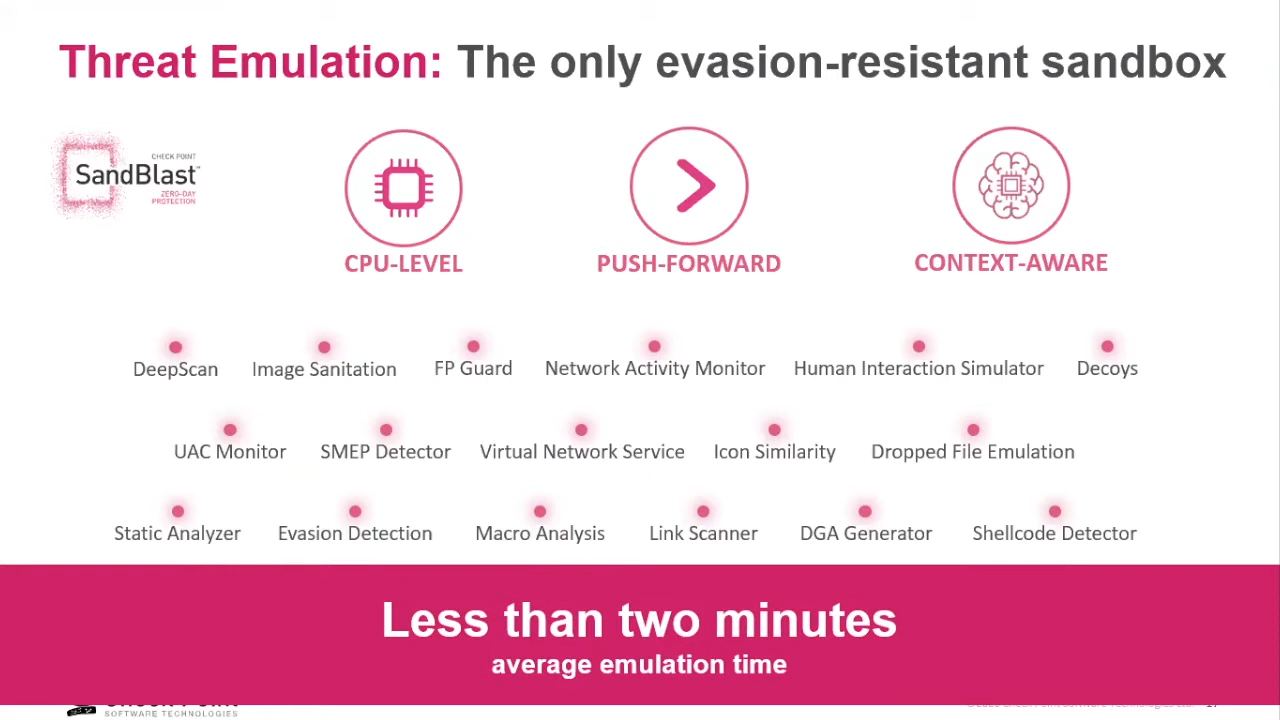 Threat Emulation: The only evasion-resistant sandbox
CHECK POINT
SandBlast™
ZERO-DAY
PROTECTION
CPU-LEVEL
PUSH-FORWARD
CONTEXT-AWARE
DeepScan
Image Sanitation
FP Guard
Network Activity Monitor
Human Interaction Simulator
Decoys
UAC Monitor
SMEP Detector
Virtual Network Service
Icon Similarity
Dropped File Emulation
Static Analyzer
Evasion Detection
Macro Analysis
Link Scanner
DGA Generator
Shellcode Detector
Less than two minutes
average emulation time
SOFTWARE TECHNOLOGIES